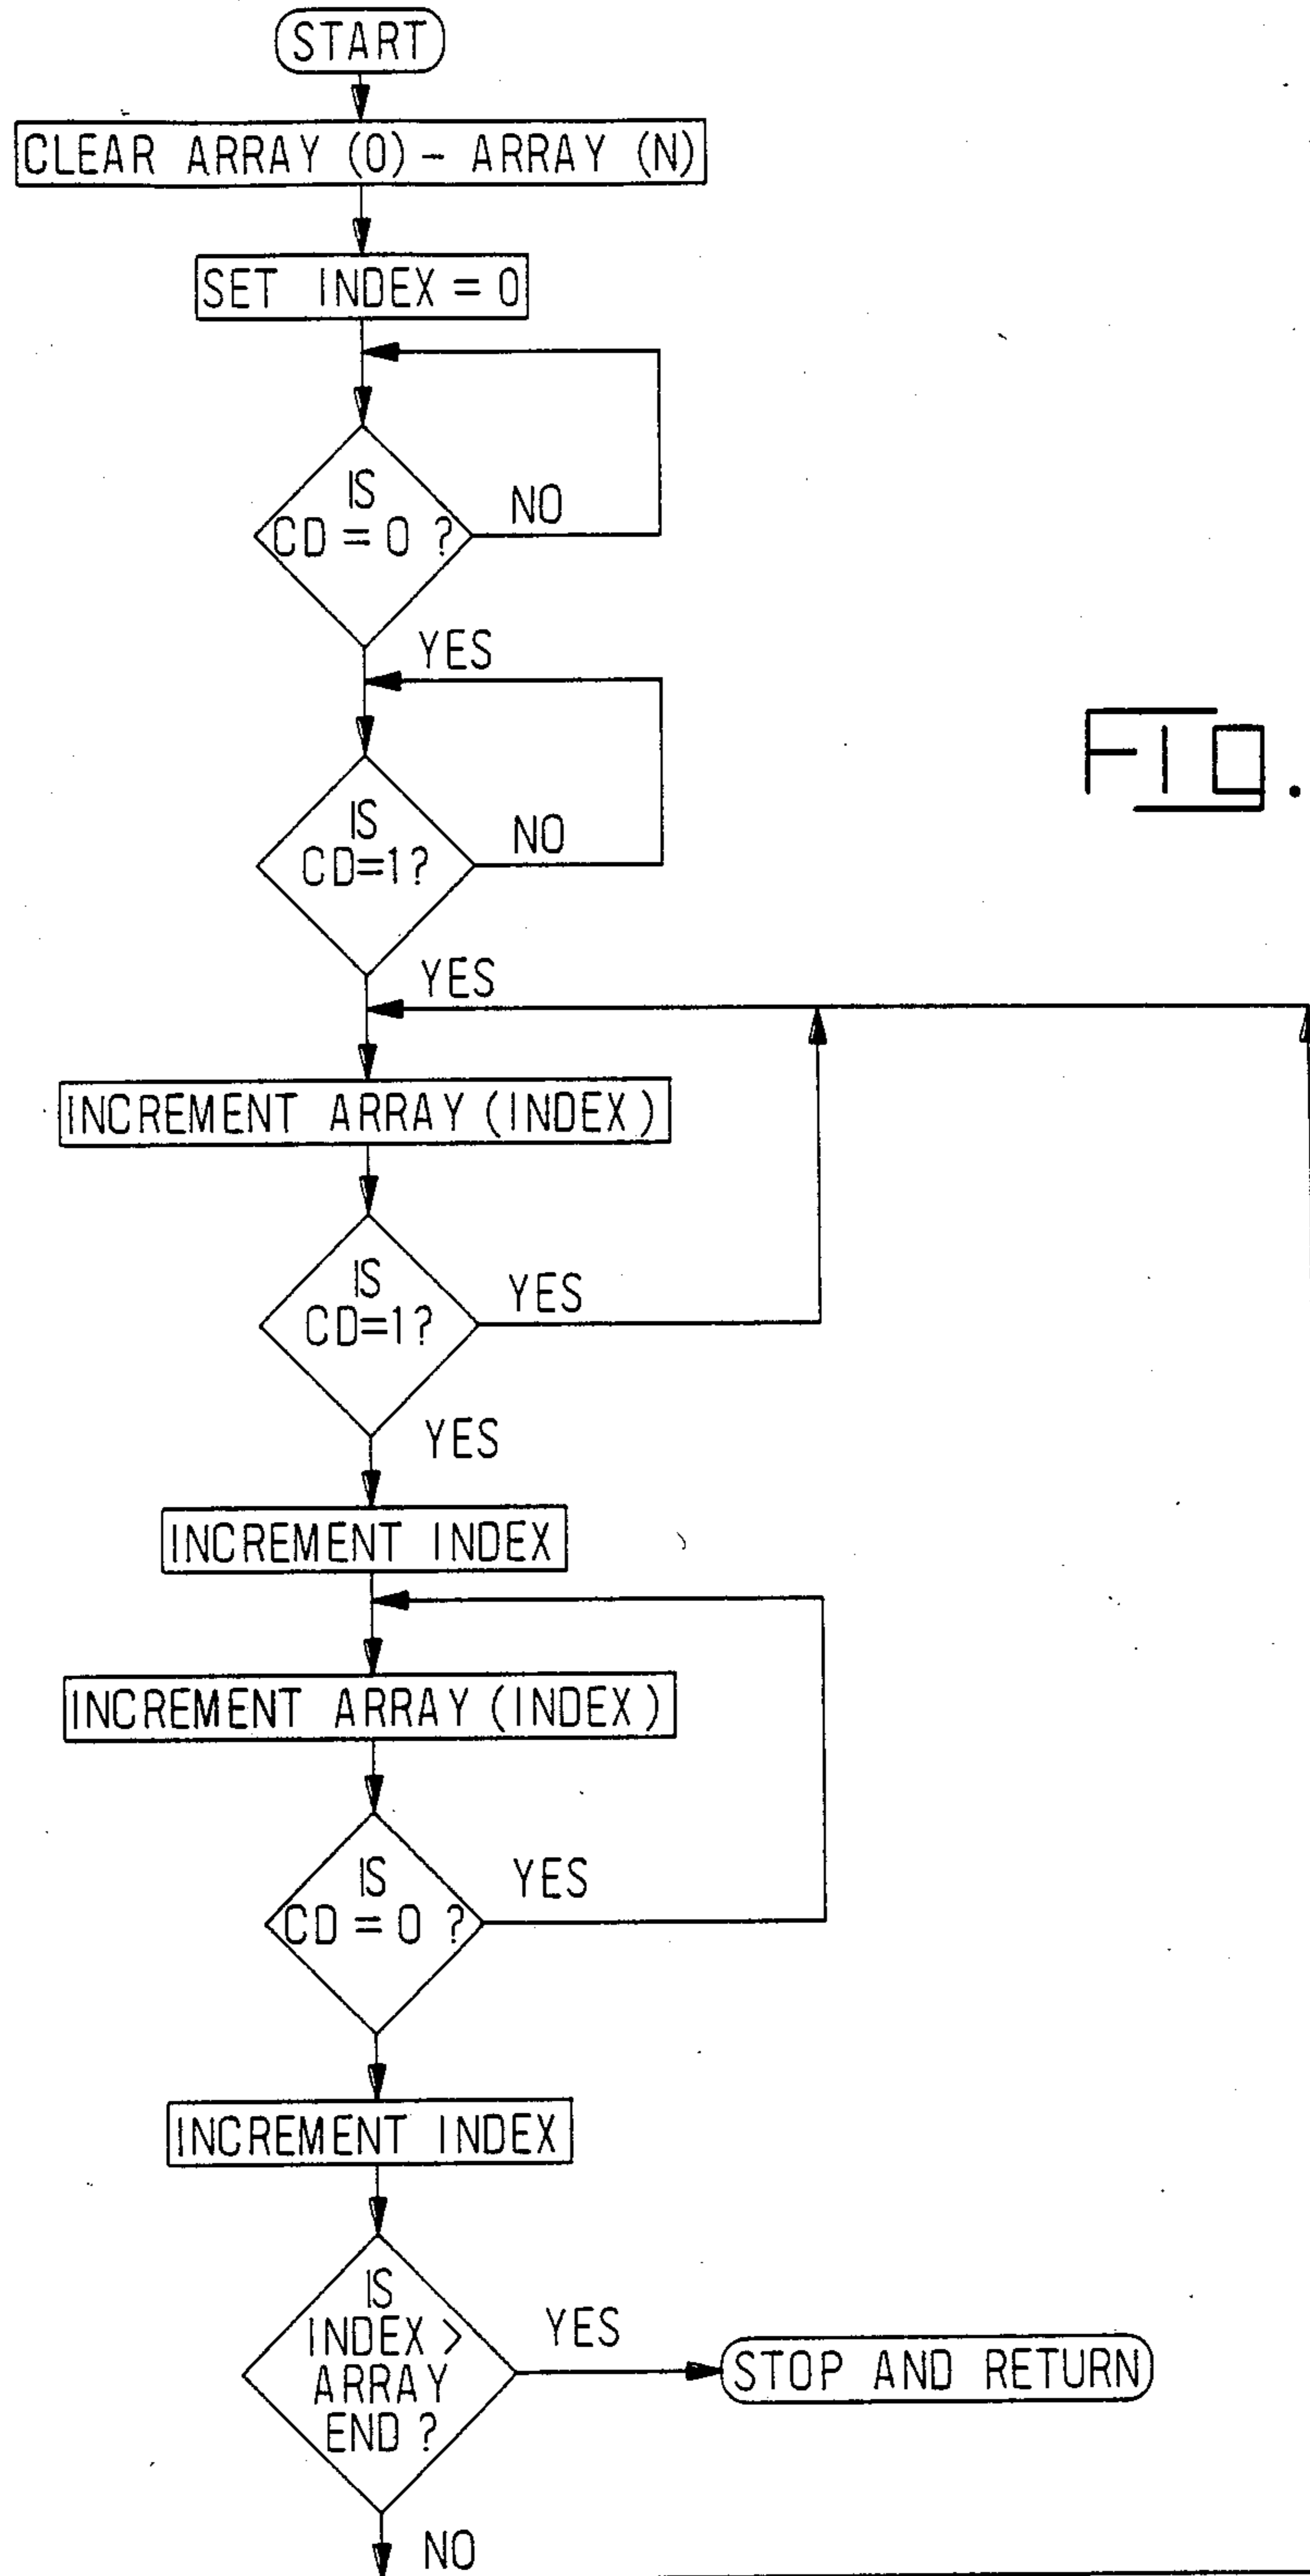 START
CLEAR ARRAY (0) - ARRAY (N)
SET INDEX = 0
IS
CD = 0 ?
NO
YES
IS
CD=1?
NO
YES
FIG.
INCREMENT ARRAY (INDEX)
IS
CD=1?
YES
YES
INCREMENT INDEX
INCREMENT ARRAY (INDEX)
IS
CD = 0 ?
YES
INCREMENT INDEX
IS
INDEX >
ARRAY
END ?
YES
STOP AND RETURN
NO